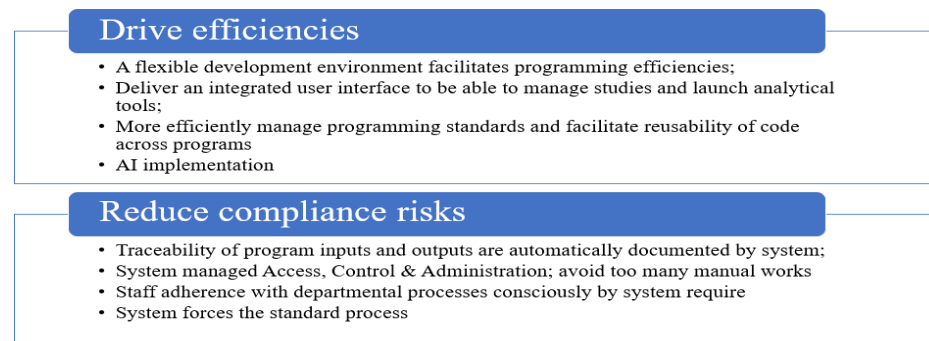 Drive efficiencies
• A flexible development environment facilitates programming efficiencies;
• Deliver an integrated user interface to be able to manage studies and launch analytical
tools;
• More efficiently manage programming standards and facilitate reusability of code
across programs
• AI implementation
Reduce compliance risks
• Traceability of program inputs and outputs are automatically documented by system;
• System managed Access, Control & Administration; avoid too many manual works
• Staff adherence with departmental processes consciously by system require
• System forces the standard process